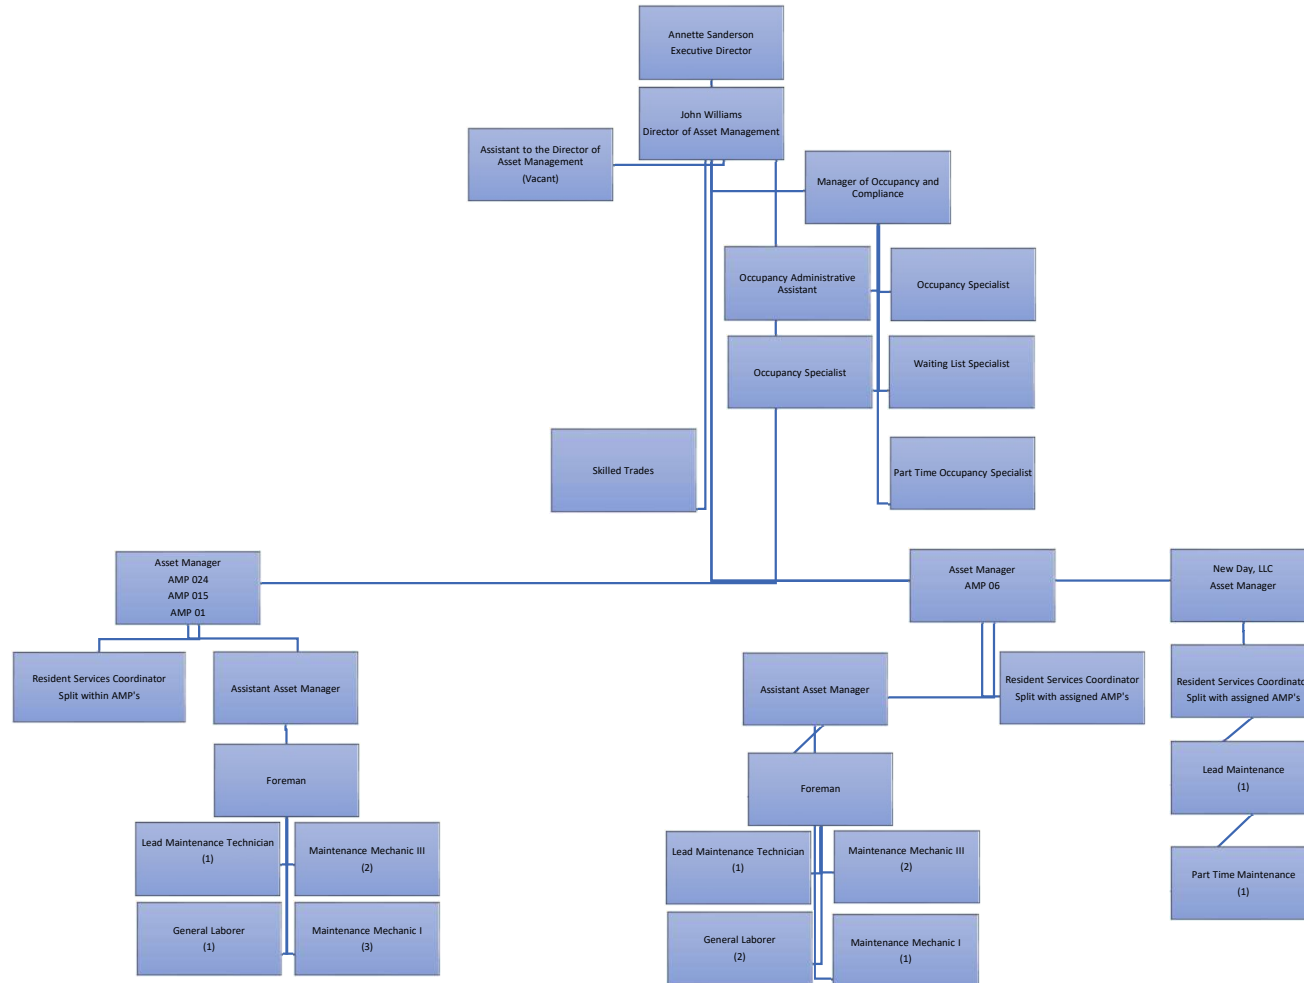 Annette Sanderson
Executive Director
John Williams
Director of Asset Management
Assistant to the Director of
Asset Management
(Vacant)
Manager of Occupancy and
Compliance
Occupancy Administrative
Assistant
Occupancy Specialist
Occupancy Specialist
Waiting List Specialist
Skilled Trades
Part Time Occupancy Specialist
Asset Manager
AMP 024
AMP 015
AMP 01
Asset Manager
AMP 06
New Day, LLC
Asset Manager
Resident Services Coordinator
Split within AMP's
Assistant Asset Manager
Assistant Asset Manager
Resident Services Coordinator
Split with assigned AMP's
Resident Services Coordinator
Split with assigned AMP's
Foreman
Foreman
Lead Maintenance
(1)
Lead Maintenance Technician
(1)
Maintenance Mechanic III
(2)
Lead Maintenance Technician
(1)
Maintenance Mechanic III
(2)
Part Time Maintenance
(1)
General Laborer
(1)
Maintenance Mechanic I
(3)
General Laborer
(2)
Maintenance Mechanic I
(1)